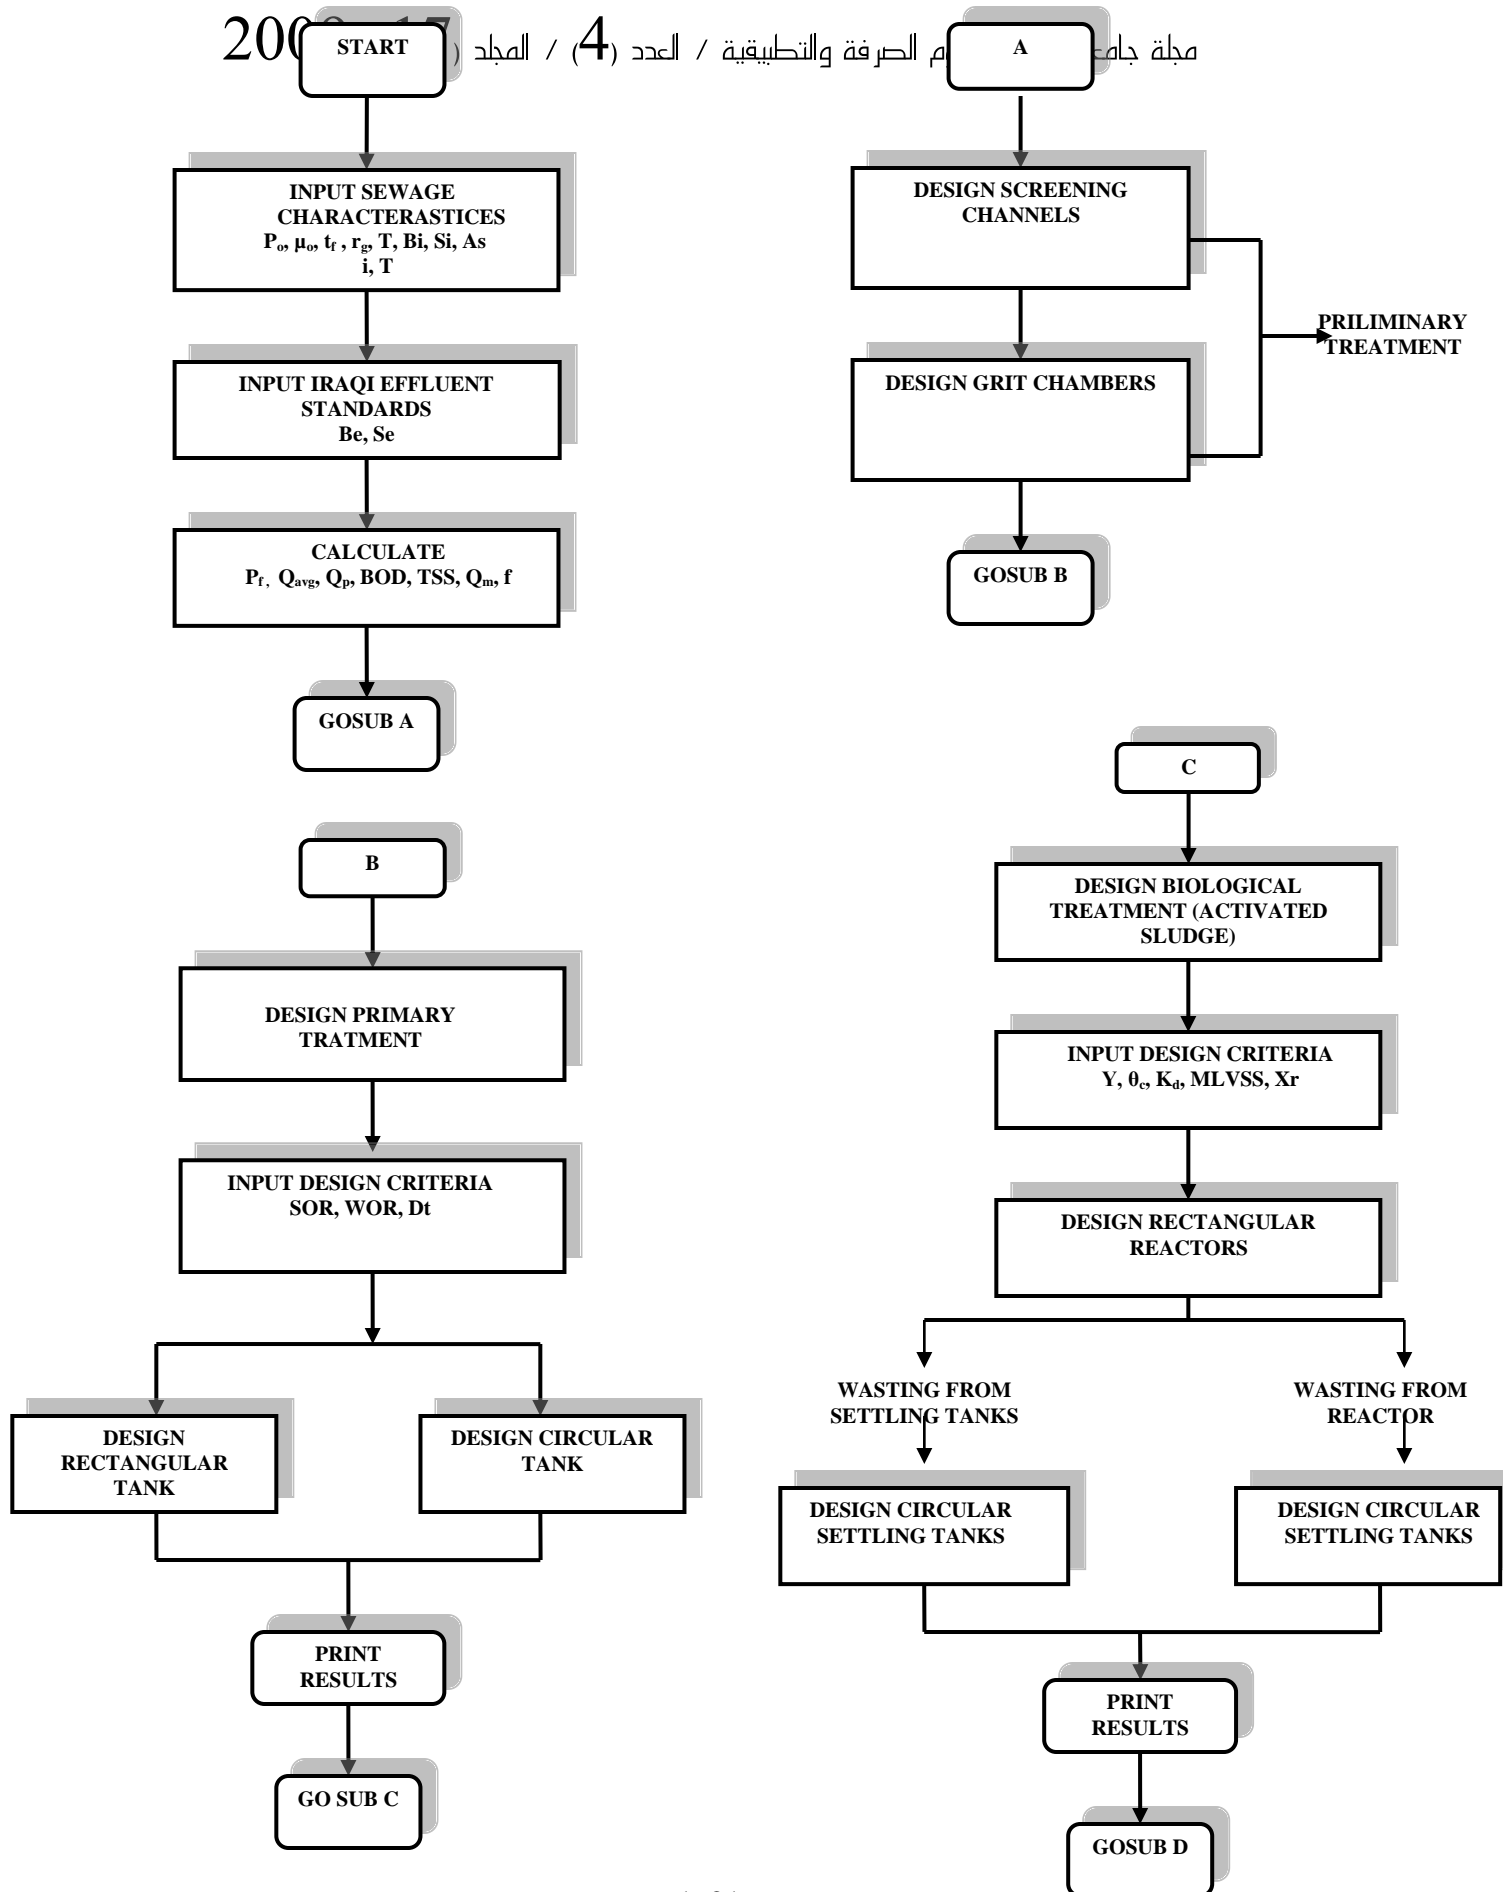 مجلة جامع م الصرفة والتطبيقية / العدد (4) / المجلد (
START
INPUT SEWAGE
CHARACTERASTICES
Pₒ, μₒ, t_f , r_g, T, Bi, Si, As
i, T
INPUT IRAQI EFFLUENT
STANDARDS
Be, Se
CALCULATE
P_f , Q_avg, Q_p, BOD, TSS, Q_m, f
GOSUB A
A
DESIGN SCREENING
CHANNELS
DESIGN GRIT CHAMBERS
PRILIMINARY
TREATMENT
GOSUB B
B
DESIGN PRIMARY
TRATMENT
INPUT DESIGN CRITERIA
SOR, WOR, Dt
DESIGN
RECTANGULAR
TANK
DESIGN CIRCULAR
TANK
PRINT
RESULTS
GO SUB C
C
DESIGN BIOLOGICAL
TREATMENT (ACTIVATED
SLUDGE)
INPUT DESIGN CRITERIA
Y, θ_c, K_d, MLVSS, Xr
DESIGN RECTANGULAR
REACTORS
WASTING FROM
SETTLING TANKS
WASTING FROM
REACTOR
DESIGN CIRCULAR
SETTLING TANKS
DESIGN CIRCULAR
SETTLING TANKS
PRINT
RESULTS
GOSUB D